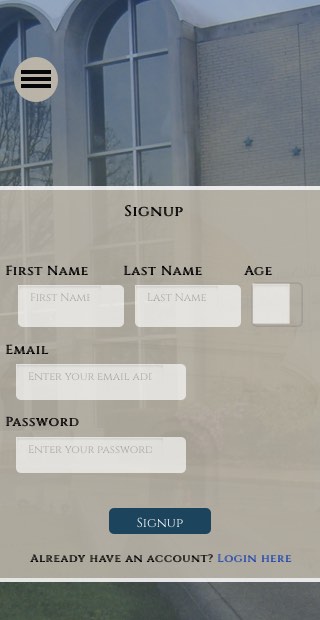 Signup
First Name Last Name Age
First Name Last Name
Email
Enter your email ad
Password
Enter your password
Signup
Already have an account? Login here